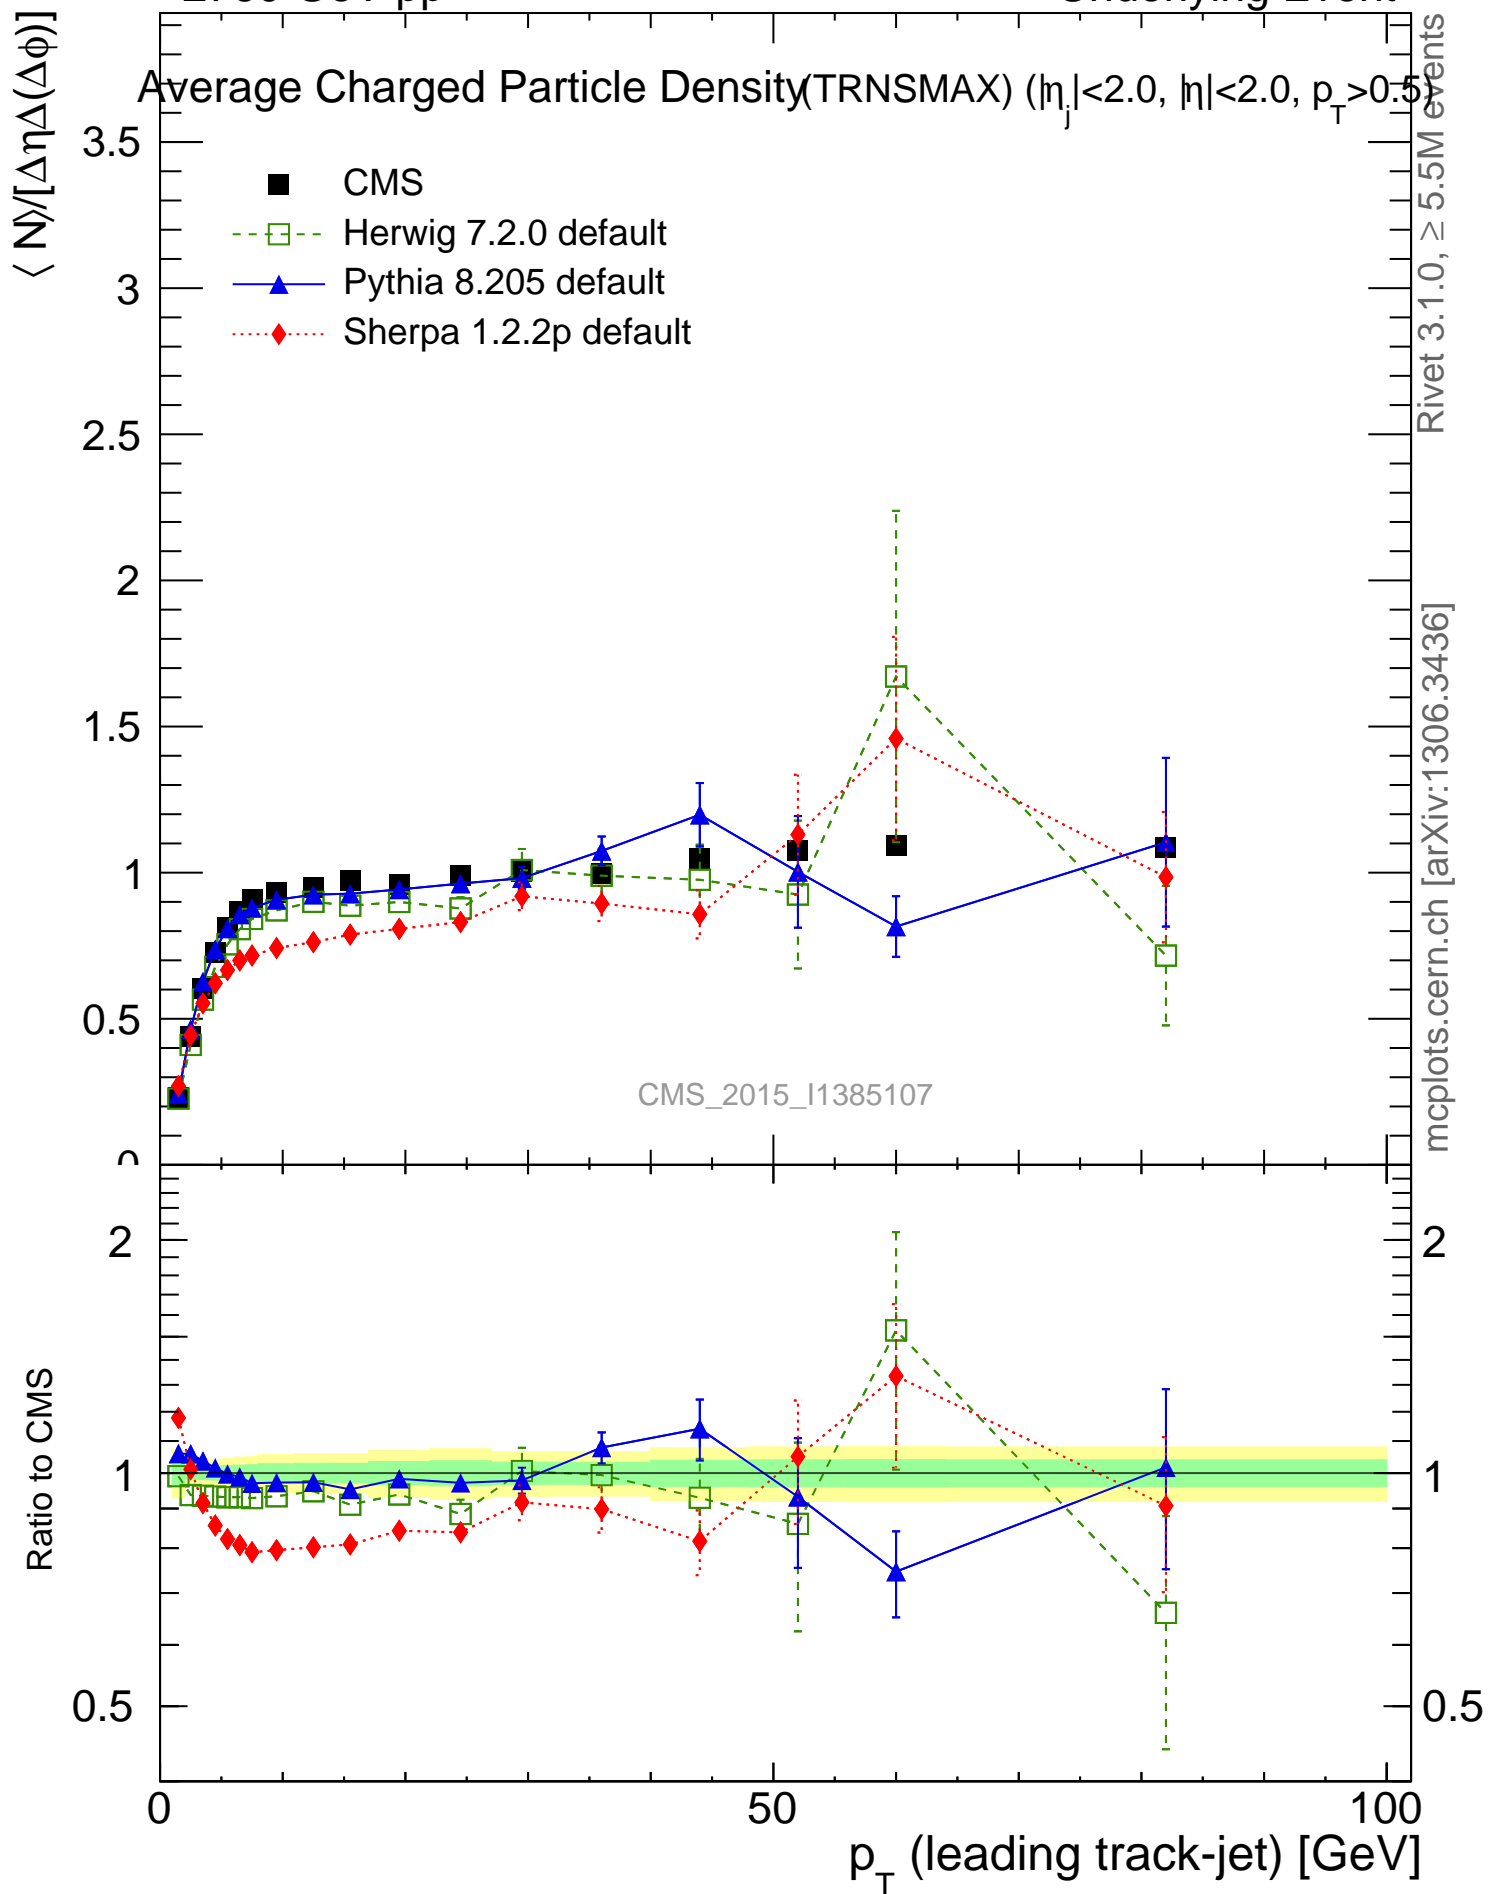 Average Charged Particle Density (TRNSMAX) (|η_j|<2.0, |η|<2.0, p_T>0.5)
⟨ N⟩/[ΔηΔ(Δϕ)]
CMS
Herwig 7.2.0 default
Pythia 8.205 default
Sherpa 1.2.2p default
3.5
3
2.5
2
1.5
1
0.5
0
CMS_2015_I1385107
Rivet 3.1.0, ≥ 5.5M events
mcplots.cern.ch [arXiv:1306.3436]
Ratio to CMS
2
1
0.5
2
1
0.5
0
50
100
p_T (leading track-jet) [GeV]